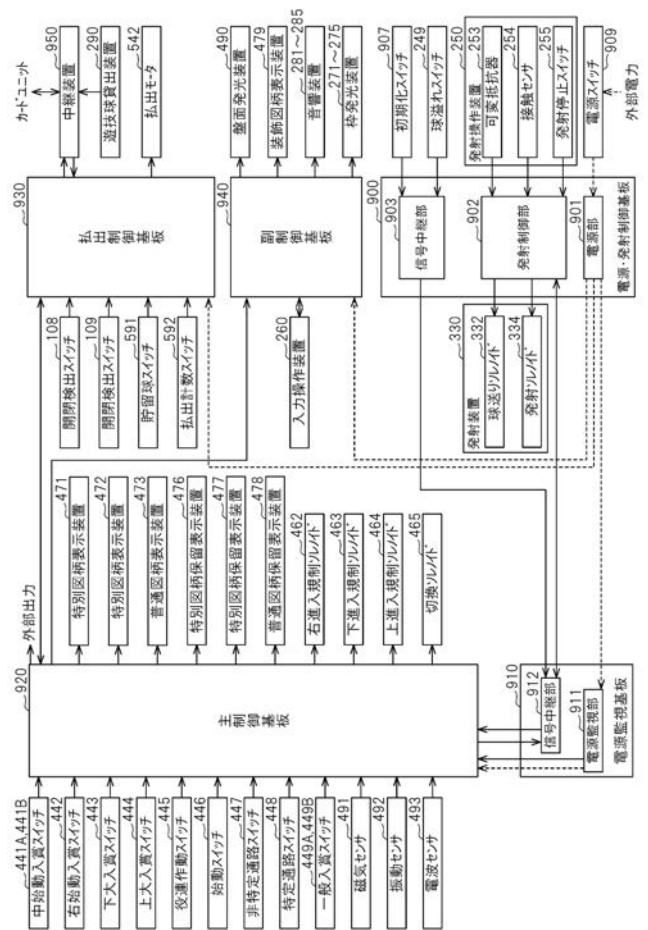 中始動入賞スイッチ 441A,441B
右始動入賞スイッチ 442
下大入賞スイッチ 443
上大入賞スイッチ 444
役連作動スイッチ 445
始動スイッチ 446
非特定通路スイッチ 447
特定通路スイッチ 448
一般入賞スイッチ 449A,449B
磁気センサ 491
振動センサ 492
電波センサ 493
主制御基板 920
外部出力
特別図柄表示装置 471
特別図柄表示装置 472
普通図柄表示装置 473
特別図柄保留表示装置 476
特別図柄保留表示装置 477
普通図柄保留表示装置 478
右進入規制ソレノイド 462
下進入規制ソレノイド 463
上進入規制ソレノイド 464
切換ソレノイド 465
電源監視基板 910
信号中継部 912
電源監視部 911
開閉検出スイッチ 108
開閉検出スイッチ 109
貯留球スイッチ 591
払出計数スイッチ 592
入力操作装置 260
発射装置 330
球送りソレノイド 332
発射ソレノイド 334
払出制御基板 930
副制御基板 940
電源・発射制御基板 900
信号中継部 903
発射制御部 902
電源部 901
カードユニット
中継装置 950
遊技球貸出装置 290
払出モータ 542
盤面発光装置 490
装飾図柄表示装置 479
音響装置 281~285
枠発光装置 271~275
初期化スイッチ 907
球溢れスイッチ 249
発射操作装置 250
可変抵抗器 253
接触センサ 254
発射停止スイッチ 255
電源スイッチ 909
外部電力